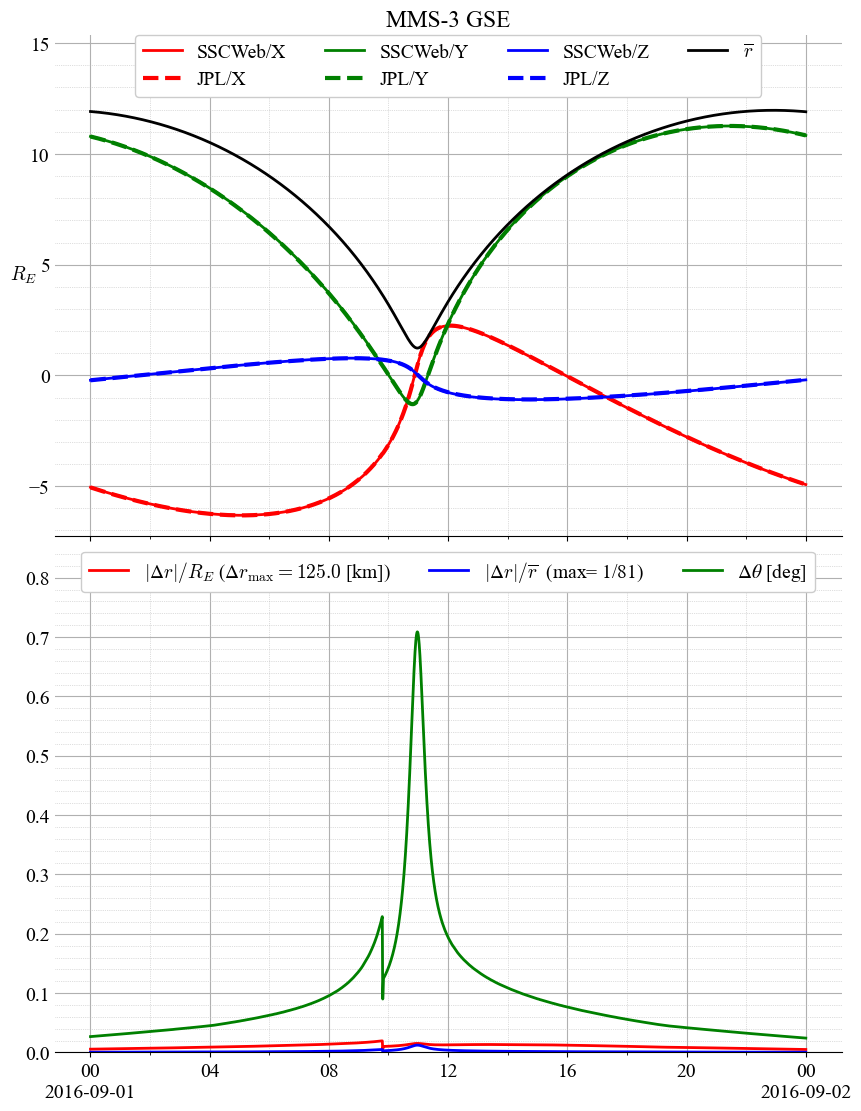 MMS-3 GSE
SSCWeb/X SSCWeb/Y SSCWeb/Z r̅
JPL/X JPL/Y JPL/Z
15
10
5
R_E
0
−5
|Δr|/R_E (Δr_max = 125.0 [km]) |Δr|/r̅ (max= 1/81) Δθ [deg]
0.8
0.7
0.6
0.5
0.4
0.3
0.2
0.1
0.0
00 04 08 12 16 20 00
2016-09-01 2016-09-02